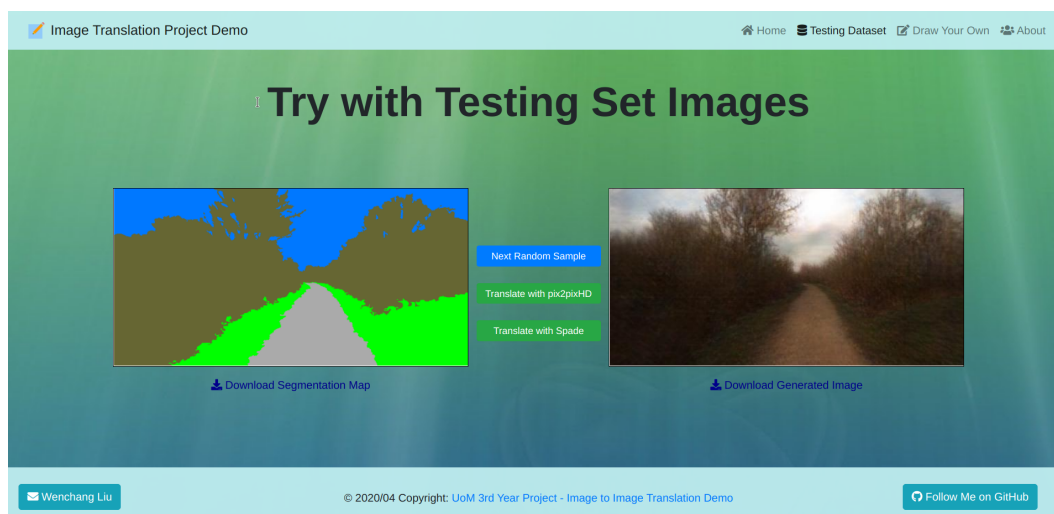 Image Translation Project Demo
Home Testing Dataset Draw Your Own About
Try with Testing Set Images
Next Random Sample
Translate with pix2pixHD
Translate with Spade
Download Segmentation Map
Download Generated Image
Wenchang Liu
© 2020/04 Copyright: UoM 3rd Year Project - Image to Image Translation Demo
Follow Me on GitHub